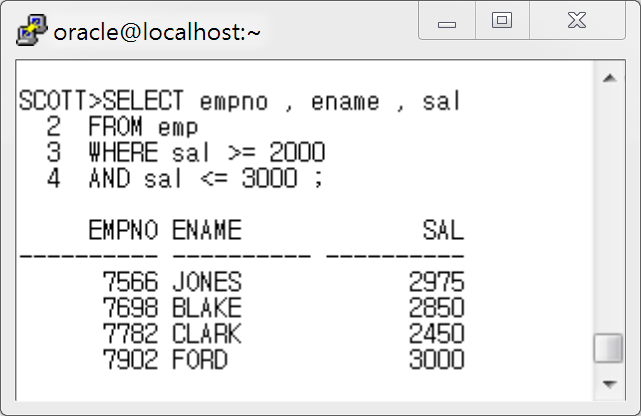 oracle@localhost:~
SCOTT>SELECT empno , ename , sal
2 FROM emp
3 WHERE sal >= 2000
4 AND sal <= 3000 ;
EMPNO ENAME SAL
---------- ---------- ----------
7566 JONES 2975
7698 BLAKE 2850
7782 CLARK 2450
7902 FORD 3000